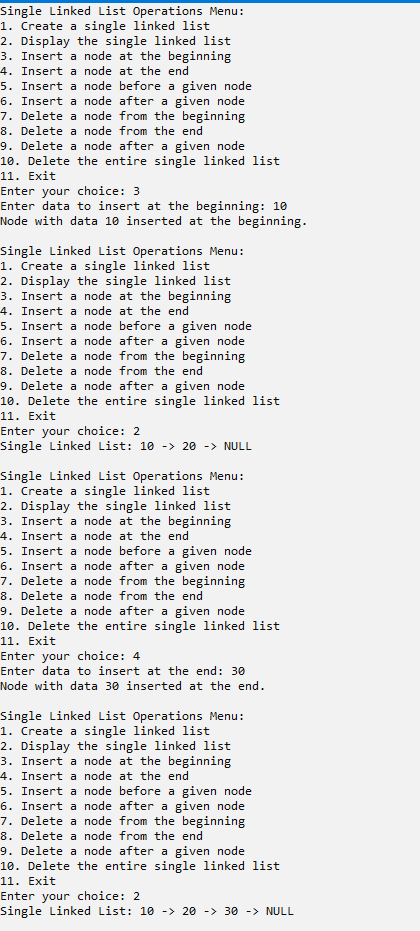 Single Linked List Operations Menu:
1. Create a single linked list
2. Display the single linked list
3. Insert a node at the beginning
4. Insert a node at the end
5. Insert a node before a given node
6. Insert a node after a given node
7. Delete a node from the beginning
8. Delete a node from the end
9. Delete a node after a given node
10. Delete the entire single linked list
11. Exit
Enter your choice: 3
Enter data to insert at the beginning: 10
Node with data 10 inserted at the beginning.

Single Linked List Operations Menu:
1. Create a single linked list
2. Display the single linked list
3. Insert a node at the beginning
4. Insert a node at the end
5. Insert a node before a given node
6. Insert a node after a given node
7. Delete a node from the beginning
8. Delete a node from the end
9. Delete a node after a given node
10. Delete the entire single linked list
11. Exit
Enter your choice: 2
Single Linked List: 10 -> 20 -> NULL

Single Linked List Operations Menu:
1. Create a single linked list
2. Display the single linked list
3. Insert a node at the beginning
4. Insert a node at the end
5. Insert a node before a given node
6. Insert a node after a given node
7. Delete a node from the beginning
8. Delete a node from the end
9. Delete a node after a given node
10. Delete the entire single linked list
11. Exit
Enter your choice: 4
Enter data to insert at the end: 30
Node with data 30 inserted at the end.

Single Linked List Operations Menu:
1. Create a single linked list
2. Display the single linked list
3. Insert a node at the beginning
4. Insert a node at the end
5. Insert a node before a given node
6. Insert a node after a given node
7. Delete a node from the beginning
8. Delete a node from the end
9. Delete a node after a given node
10. Delete the entire single linked list
11. Exit
Enter your choice: 2
Single Linked List: 10 -> 20 -> 30 -> NULL